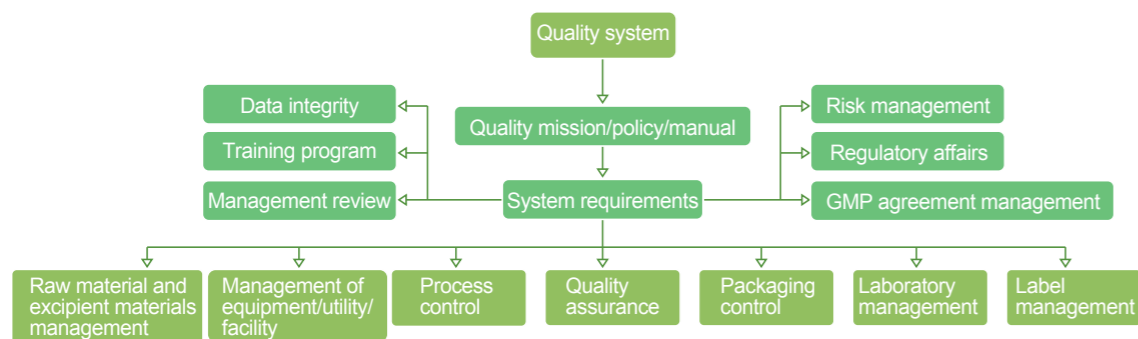 Quality system
Data integrity
Quality mission/policy/manual
Risk management
Training program
Regulatory affairs
Management review
System requirements
GMP agreement management
Raw material and
excipient materials
management
Management of
equipment/utility/
facility
Process
control
Quality
assurance
Packaging
control
Laboratory
management
Label
management